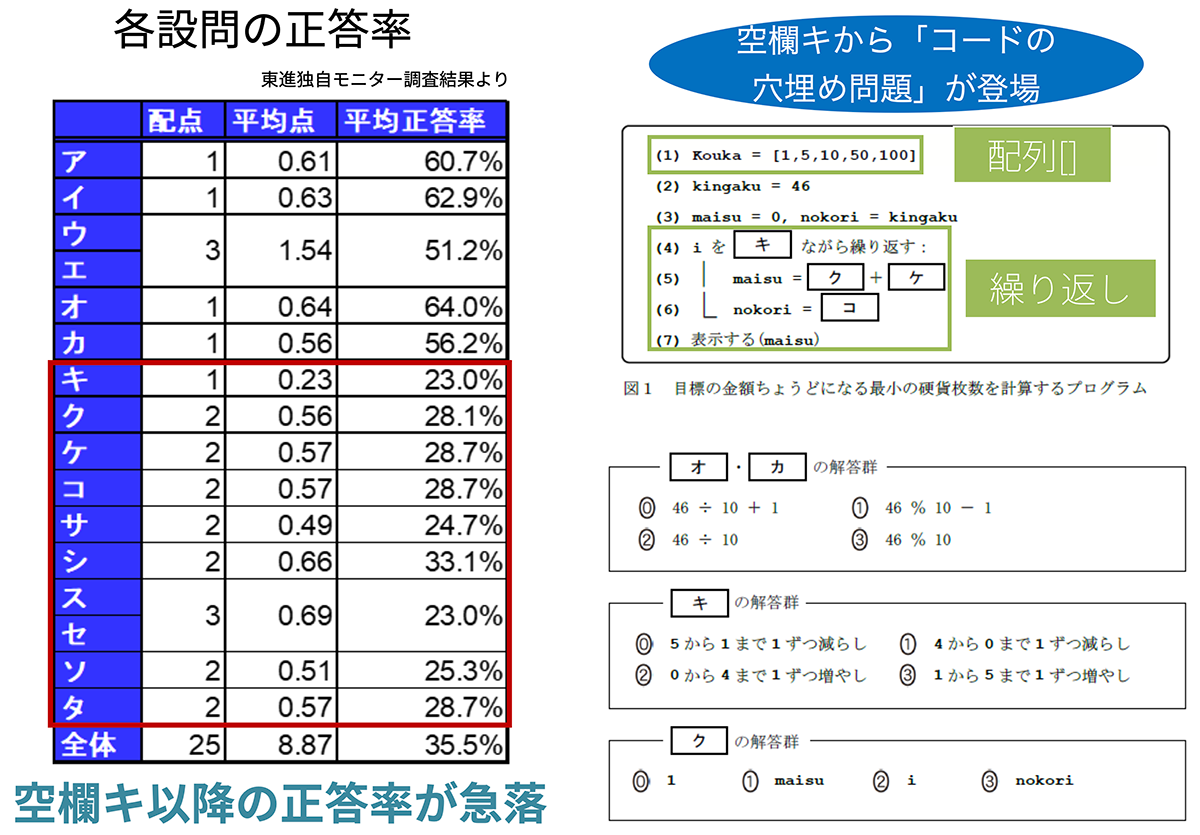 各設問の正答率
東進独自モニター調査結果より
配点 平均点 平均正答率
ア 1 0.61 60.7%
イ 1 0.63 62.9%
ウ
エ 3 1.54 51.2%
オ 1 0.64 64.0%
カ 1 0.56 56.2%
キ 1 0.23 23.0%
ク 2 0.56 28.1%
ケ 2 0.57 28.7%
コ 2 0.57 28.7%
サ 2 0.49 24.7%
シ 2 0.66 33.1%
ス
セ 3 0.69 23.0%
ソ 2 0.51 25.3%
タ 2 0.57 28.7%
全体 25 8.87 35.5%
空欄キ以降の正答率が急落
空欄キから「コードの
穴埋め問題」が登場
(1) Kouka = [1,5,10,50,100]
配列[]
(2) kingaku = 46
(3) maisu = 0, nokori = kingaku
(4) i を キ ながら繰り返す:
(5) maisu = ク + ケ
繰り返し
(6) nokori = コ
(7) 表示する(maisu)
図1 目標の金額ちょうどになる最小の硬貨枚数を計算するプログラム
オ ・ カ の解答群
⓪ 46 ÷ 10 + 1 ① 46 % 10 − 1
② 46 ÷ 10 ③ 46 % 10
キ の解答群
⓪ 5から1まで1ずつ減らし ① 4から0まで1ずつ減らし
② 0から4まで1ずつ増やし ③ 1から5まで1ずつ増やし
ク の解答群
⓪ 1 ① maisu ② i ③ nokori